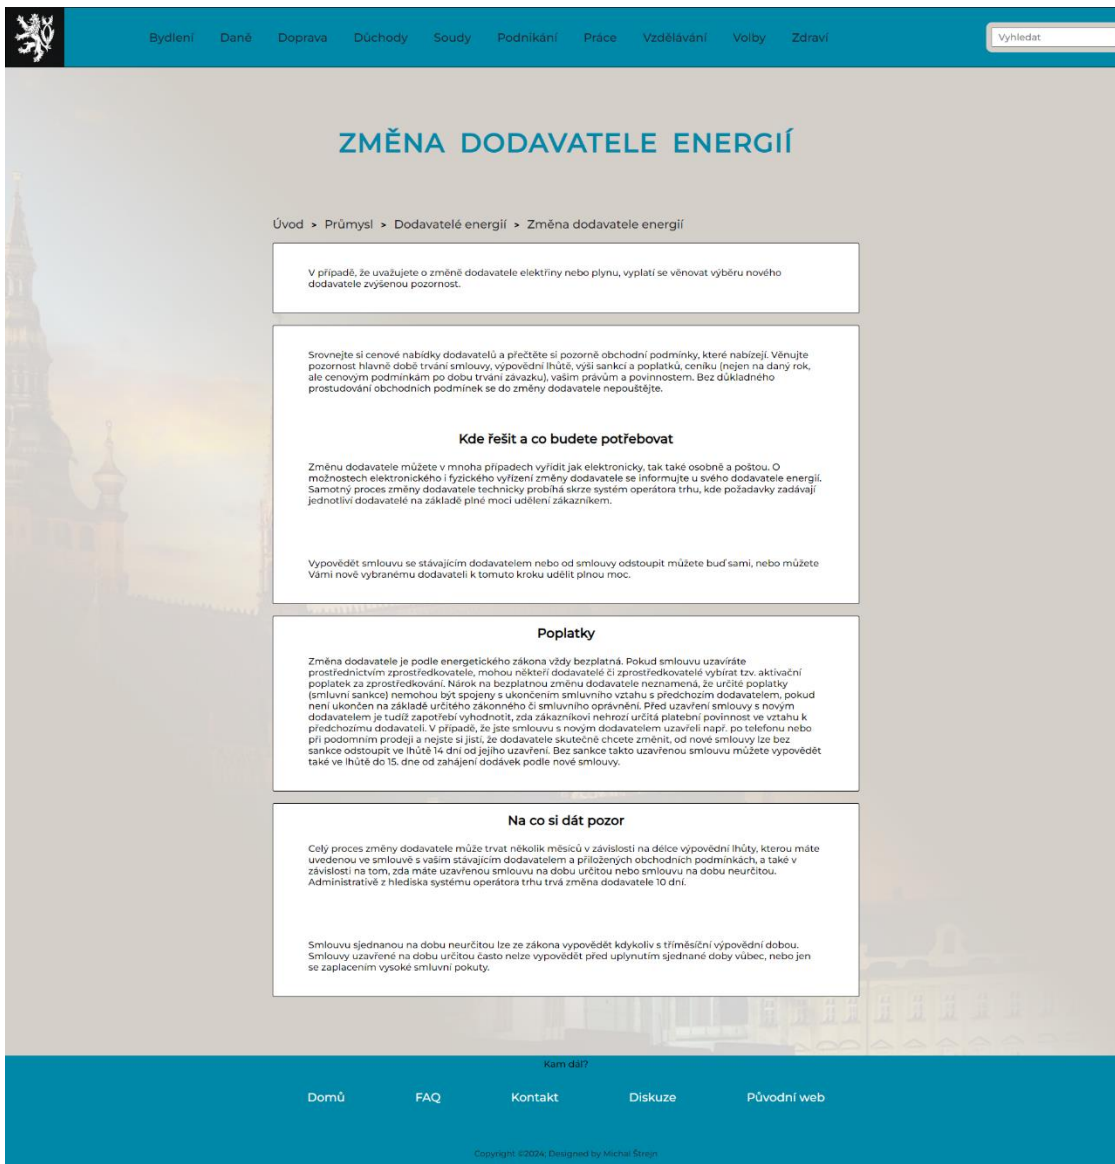 Bydlení Daně Doprava Důchody Soudy Podnikání Práce Vzdělávání Volby Zdraví Vyhledat
ZMĚNA DODAVATELE ENERGIÍ
Úvod > Průmysl > Dodavatelé energií > Změna dodavatele energií
V případě, že uvažujete o změně dodavatele elektřiny nebo plynu, vyplatí se věnovat výběru nového
dodavatele zvýšenou pozornost.
Srovnejte si cenové nabídky dodavatelů a přečtěte si pozorně obchodní podmínky, které nabízejí. Věnujte
pozornost hlavně době trvání smlouvy, výpovědní lhůtě, výši sankcí a poplatků, ceníku (nejen na daný rok,
ale cenovým podmínkám po dobu trvání závazku), vašim právům a povinnostem. Bez důkladného
prostudování obchodních podmínek se do změny dodavatele nepouštějte.
Kde řešit a co budete potřebovat
Změnu dodavatele můžete v mnoha případech vyřídit jak elektronicky, tak také osobně a poštou. O
možnostech elektronického i fyzického vyřízení změny dodavatele se informujte u svého dodavatele energií.
Samotný proces změny dodavatele technicky probíhá skrze systém operátora trhu, kde požadavky zadávají
jednotliví dodavatelé na základě plné moci udělení zákazníkem.
Vypovědět smlouvu se stávajícím dodavatelem nebo od smlouvy odstoupit můžete buď sami, nebo můžete
Vámi nově vybranému dodavateli k tomuto kroku udělit plnou moc.
Poplatky
Změna dodavatele je podle energetického zákona vždy bezplatná. Pokud smlouvu uzavíráte
prostřednictvím zprostředkovatele, mohou někteří dodavatelé či zprostředkovatelé vybírat tzv. aktivační
poplatek za zprostředkování. Nárok na bezplatnou změnu dodavatele neznamená, že určité poplatky
(smluvní sankce) nemohou být spojeny s ukončením smluvního vztahu s předchozím dodavatelem, pokud
není ukončen na základě určitého zákonného či smluvního oprávnění. Před uzavření smlouvy s novým
dodavatelem je tudíž zapotřebí vyhodnotit, zda zákazníkovi nehrozí určitá platební povinnost ve vztahu k
předchozímu dodavateli. V případě, že jste smlouvu s novým dodavatelem uzavřeli např. po telefonu nebo
při podomním prodeji a nejste si jistí, že dodavatele skutečně chcete změnit, od nové smlouvy lze bez
sankce odstoupit ve lhůtě 14 dní od jejího uzavření. Bez sankce takto uzavřenou smlouvu můžete vypovědět
také ve lhůtě do 15. dne od zahájení dodávek podle nové smlouvy.
Na co si dát pozor
Celý proces změny dodavatele může trvat několik měsíců v závislosti na délce výpovědní lhůty, kterou máte
uvedenou ve smlouvě s vaším stávajícím dodavatelem a přiložených obchodních podmínkách, a také v
závislosti na tom, zda máte uzavřenou smlouvu na dobu určitou nebo smlouvu na dobu neurčitou.
Administrativě z hlediska systému operátora trhu trvá změna dodavatele 10 dní.
Smlouvu sjednanou na dobu neurčitou lze ze zákona vypovědět kdykoliv s tříměsíční výpovědní dobou.
Smlouvy uzavřené na dobu určitou často nelze vypovědět před uplynutím sjednané doby vůbec, nebo jen
se zaplacením vysoké smluvní pokuty.
Kam dál?
Domů FAQ Kontakt Diskuze Původní web
Copyright ©2024; Designed by Michal Štrejn